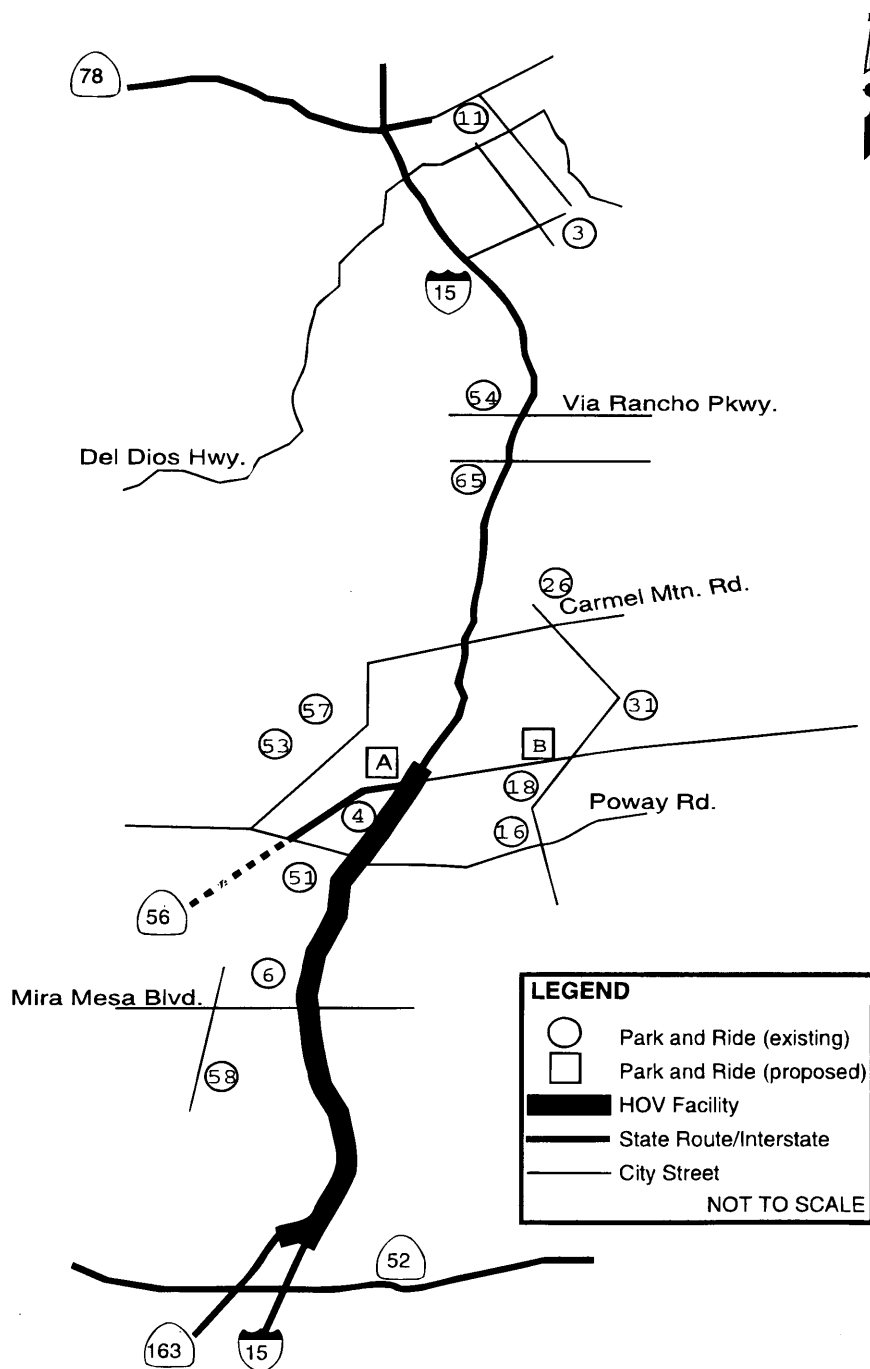 78
11
3
15
54
Via Rancho Pkwy.
Del Dios Hwy.
65
26
Carmel Mtn. Rd.
57
31
53
A
B
18
4
Poway Rd.
16
51
56
6
Mira Mesa Blvd.
58
LEGEND
Park and Ride (existing)
Park and Ride (proposed)
HOV Facility
State Route/Interstate
City Street
NOT TO SCALE
52
163
15